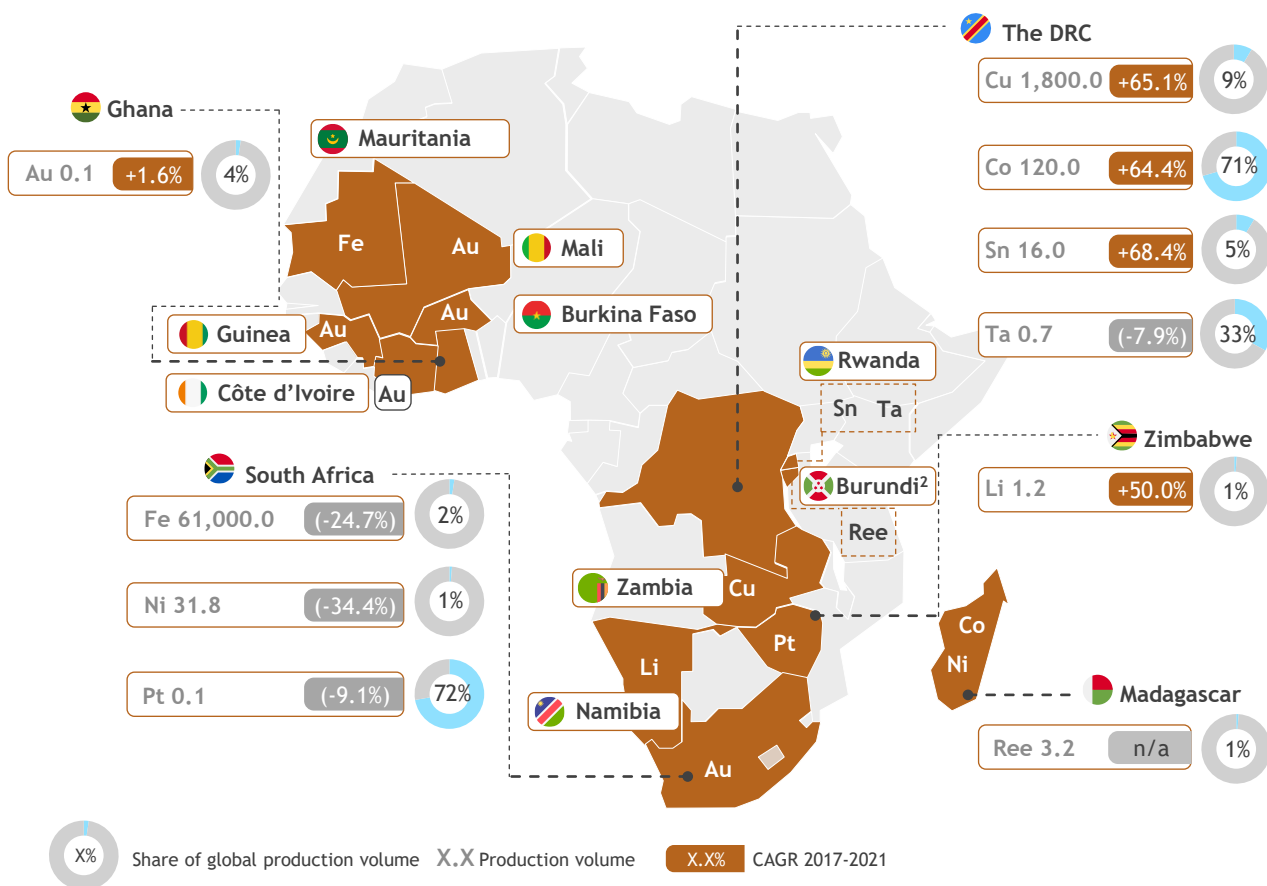 The DRC
Cu 1,800.0 +65.1% 9%
Co 120.0 +64.4% 71%
Sn 16.0 +68.4% 5%
Ta 0.7 (-7.9%) 33%
Ghana
Au 0.1 +1.6% 4%
Mauritania
Fe
Au
Mali
Au
Burkina Faso
Guinea
Au
Côte d’Ivoire
Au
Rwanda
Sn Ta
Zimbabwe
Li 1.2 +50.0% 1%
Burundi²
Ree
South Africa
Fe 61,000.0 (-24.7%) 2%
Ni 31.8 (-34.4%) 1%
Pt 0.1 (-9.1%) 72%
Zambia
Cu
Pt
Li
Namibia
Au
Co
Ni
Madagascar
Ree 3.2 n/a 1%
X% Share of global production volume X.X Production volume X.X% CAGR 2017-2021